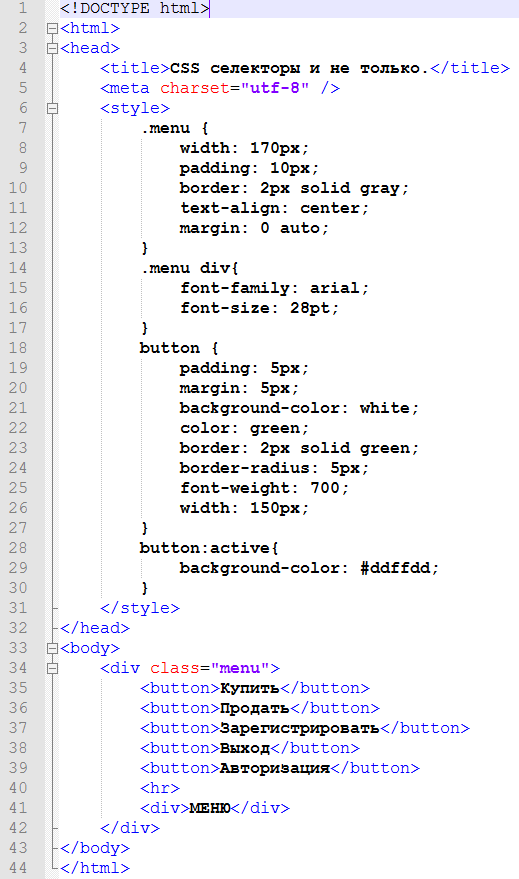 1 <!DOCTYPE html>
2 <html>
3 <head>
4 <title>CSS селекторы и не только.</title>
5 <meta charset="utf-8" />
6 <style>
7 .menu {
8 width: 170px;
9 padding: 10px;
10 border: 2px solid gray;
11 text-align: center;
12 margin: 0 auto;
13 }
14 .menu div{
15 font-family: arial;
16 font-size: 28pt;
17 }
18 button {
19 padding: 5px;
20 margin: 5px;
21 background-color: white;
22 color: green;
23 border: 2px solid green;
24 border-radius: 5px;
25 font-weight: 700;
26 width: 150px;
27 }
28 button:active{
29 background-color: #ddffdd;
30 }
31 </style>
32 </head>
33 <body>
34 <div class="menu">
35 <button>Купить</button>
36 <button>Продать</button>
37 <button>Зарегистрировать</button>
38 <button>Выход</button>
39 <button>Авторизация</button>
40 <hr>
41 <div>МЕНЮ</div>
42 </div>
43 </body>
44 </html>